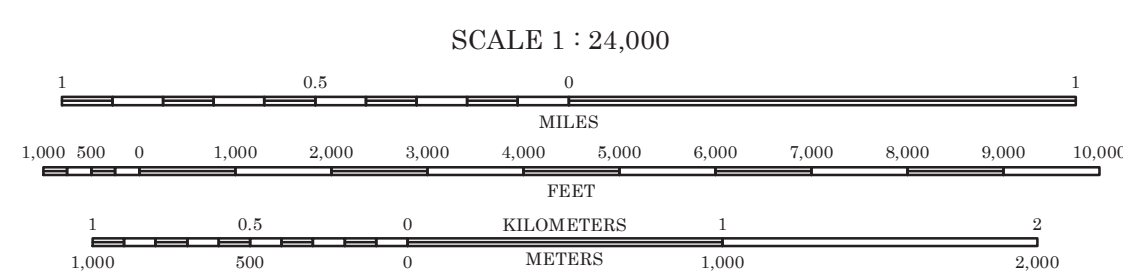 SCALE 1 : 24,000
1 0.5 0 1
MILES
1,000 500 0 1,000 2,000 3,000 4,000 5,000 6,000 7,000 8,000 9,000 10,000
FEET
1 0.5 0 KILOMETERS 1 2
1,000 500 0 METERS 1,000 2,000